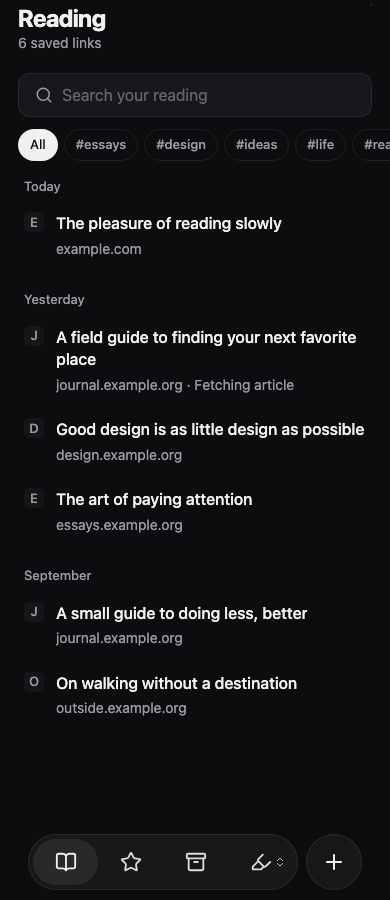 Reading
6 saved links
Search your reading
All #essays #design #ideas #life #rea
Today
E The pleasure of reading slowly
example.com
Yesterday
J A field guide to finding your next favorite
place
journal.example.org · Fetching article
D Good design is as little design as possible
design.example.org
E The art of paying attention
essays.example.org
September
J A small guide to doing less, better
journal.example.org
O On walking without a destination
outside.example.org